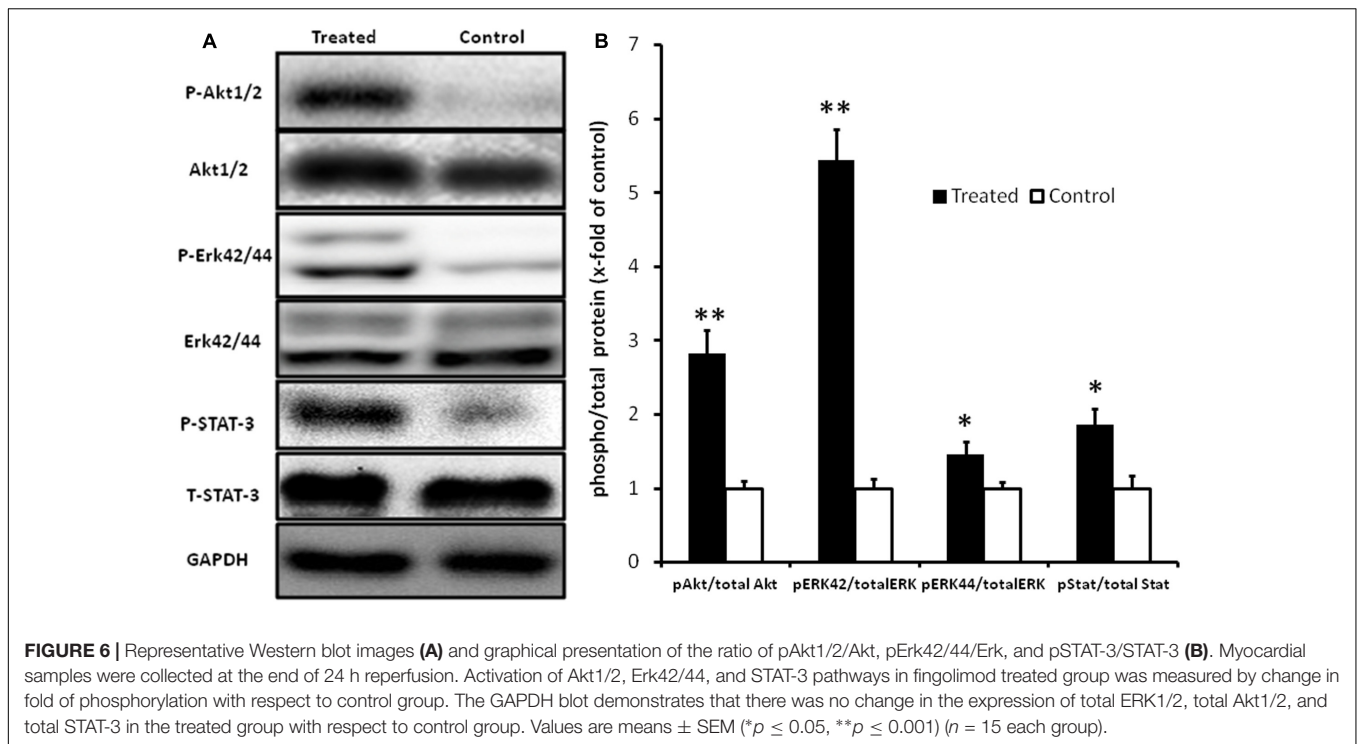 A
Treated Control
P-Akt1/2
Akt1/2
P-Erk42/44
Erk42/44
P-STAT-3
T-STAT-3
GAPDH
B
phospho/total protein (x-fold of control)
7
6
5
4
3
2
1
0
** ** * *
Treated Control
pAkt/total Akt pERK42/totalERK pERK44/totalERK pStat/total Stat
FIGURE 6 | Representative Western blot images (A) and graphical presentation of the ratio of pAkt1/2/Akt, pErk42/44/Erk, and pSTAT-3/STAT-3 (B). Myocardial
samples were collected at the end of 24 h reperfusion. Activation of Akt1/2, Erk42/44, and STAT-3 pathways in fingolimod treated group was measured by change in
fold of phosphorylation with respect to control group. The GAPDH blot demonstrates that there was no change in the expression of total ERK1/2, total Akt1/2, and
total STAT-3 in the treated group with respect to control group. Values are means ± SEM (*p ≤ 0.05, **p ≤ 0.001) (n = 15 each group).